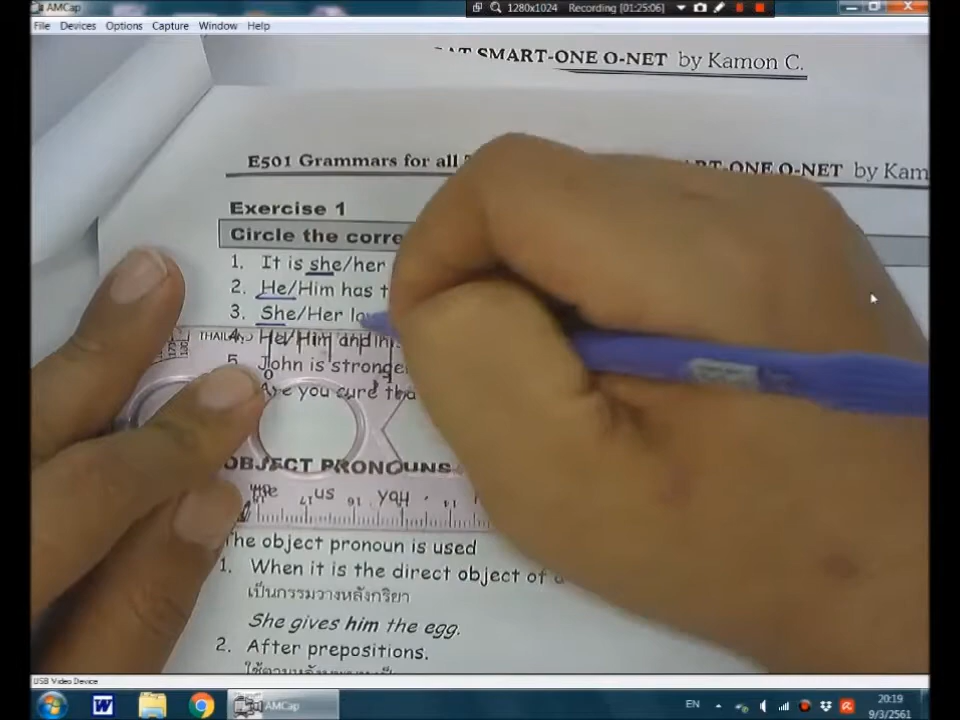 AMCap
1280x1024 Recording [01:25:06]
File Devices Options Capture Window Help
SMART-ONE O-NET by Kamon C.
E501 Grammars for all
O-NET by Kam
Exercise 1
Circle the corre
1. It is she/her
2. He/Him has t
3. She/Her lo
4. He/Him and
THAILAND
5. John is stronge
Are you cure tha
OBJECT PRONOUNS
me us
The object pronoun is used
1. When it is the direct object of a
เป็นกรรมวางหลังกริยา
She gives him the egg.
2. After prepositions.
USB Video Device
AMCap
EN
20:19
9/3/2561